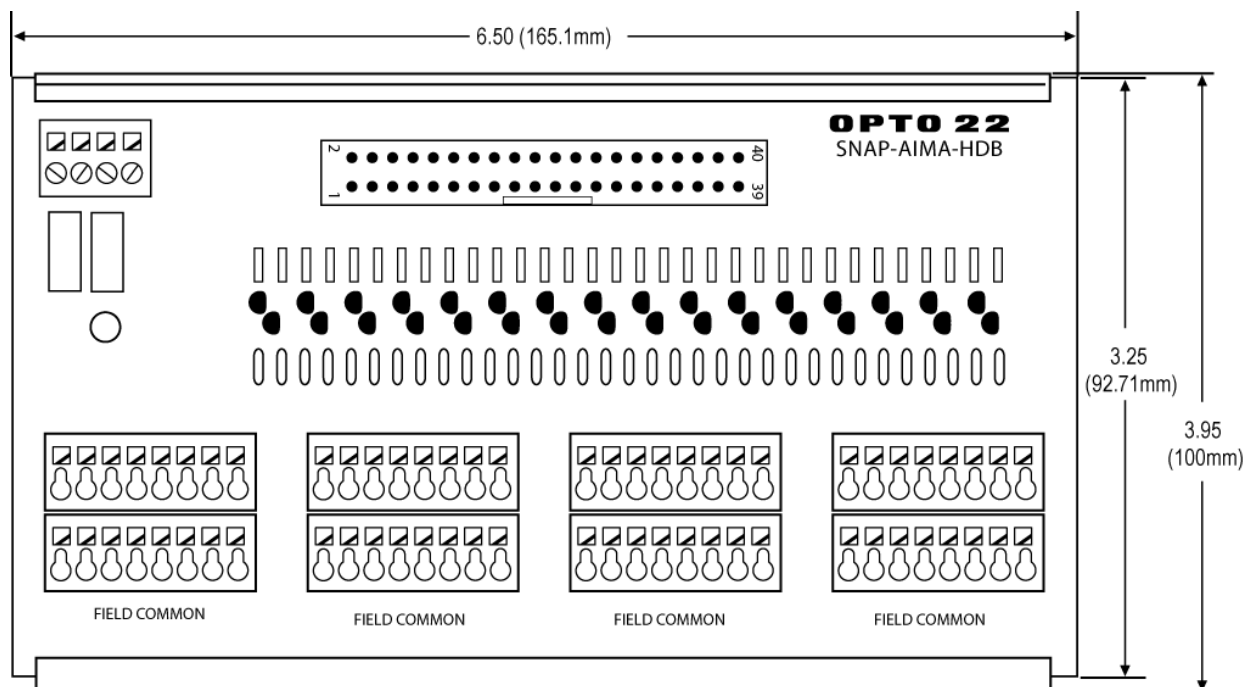 6.50 (165.1mm)
OPTO 22
SNAP-AIMA-HDB
2
40
1
39
3.25
(92.71mm)
3.95
(100mm)
FIELD COMMON
FIELD COMMON
FIELD COMMON
FIELD COMMON